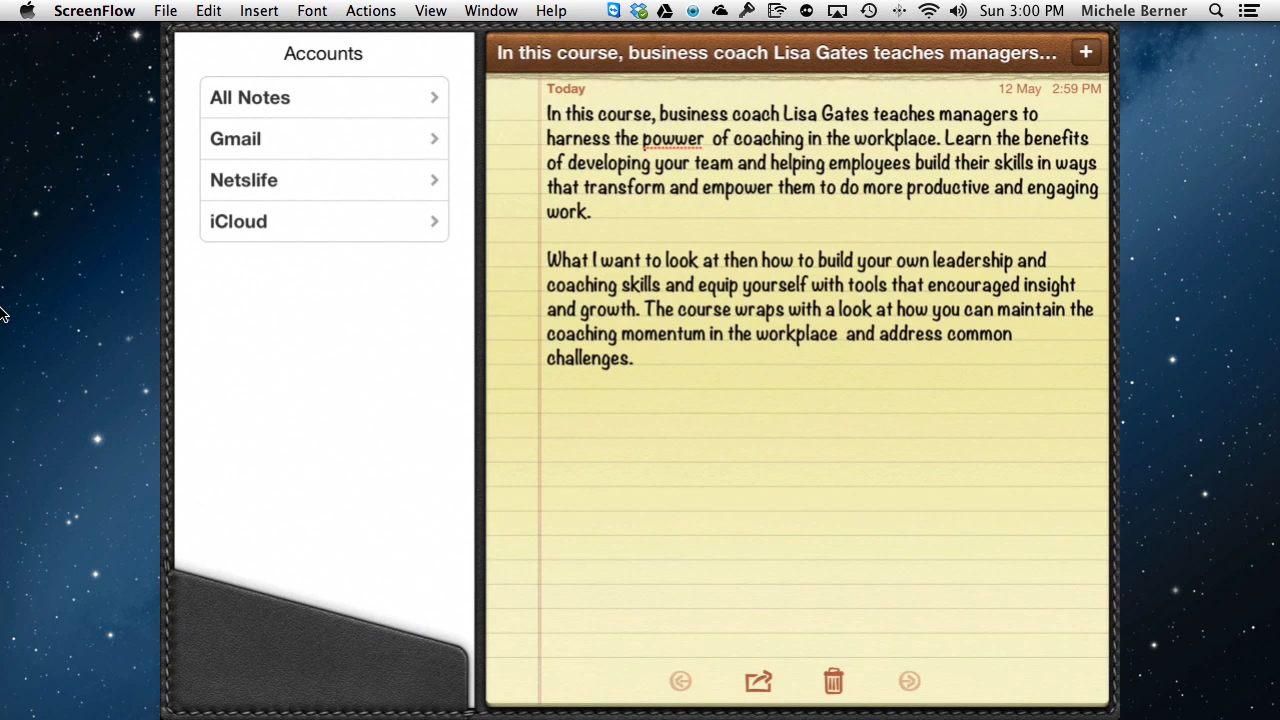 ScreenFlow File Edit Insert Font Actions View Window Help Sun 3:00 PM Michele Berner
Accounts
All Notes
Gmail
Netslife
iCloud
In this course, business coach Lisa Gates teaches managers... +
Today 12 May 2:59 PM
In this course, business coach Lisa Gates teaches managers to
harness the powwer of coaching in the workplace. Learn the benefits
of developing your team and helping employees build their skills in ways
that transform and empower them to do more productive and engaging
work.
What I want to look at then how to build your own leadership and
coaching skills and equip yourself with tools that encouraged insight
and growth. The course wraps with a look at how you can maintain the
coaching momentum in the workplace and address common
challenges.